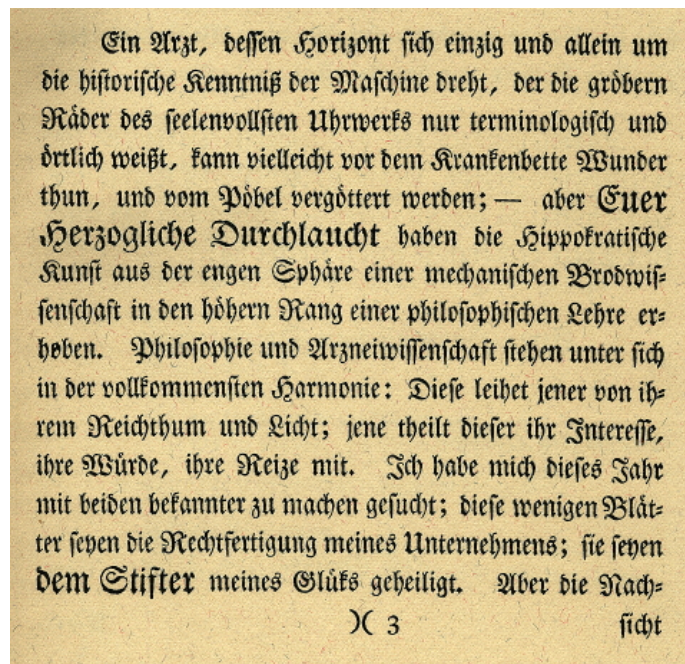 Ein Arzt, deſſen Horizont ſich einzig und allein um
die hiſtoriſche Kenntniß der Maſchine dreht, der die gröbern
Räder des ſeelenvollſten Uhrwerks nur terminologiſch und
örtlich weißt, kann vielleicht vor dem Krankenbette Wunder
thun, und vom Pöbel vergöttert werden; — aber Euer
Herzogliche Durchlaucht haben die Hippokratiſche
Kunſt aus der engen Sphäre einer mechaniſchen Brodwiſ⸗
ſenſchaft in den höhern Rang einer philoſophiſchen Lehre er⸗
hoben. Philoſophie und Arzneiwiſſenſchaft ſtehen unter ſich
in der vollkommenſten Harmonie: Dieſe leihet jener von ih⸗
rem Reichthum und Licht; jene theilt dieſer ihr Intereſſe,
ihre Würde, ihre Reize mit. Ich habe mich dieſes Jahr
mit beiden bekannter zu machen geſucht; dieſe wenigen Blät⸗
ter ſeyen die Rechtfertigung meines Unternehmens; ſie ſeyen
dem Stifter meines Glüks geheiligt. Aber die Nach⸗
)( 3 ſicht